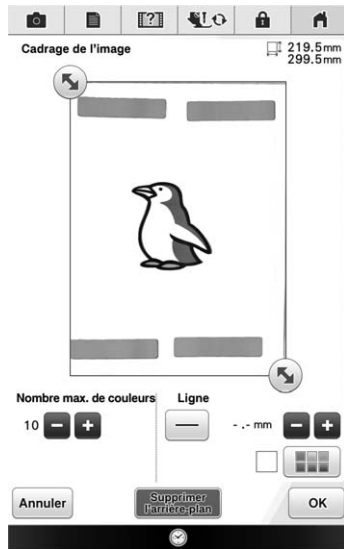 [?]
Cadrage de l'image
219.5mm
299.5mm
Nombre max. de couleurs
Ligne
10 - +
- .- mm - +
Annuler
Supprimer
l'arrière-plan
OK